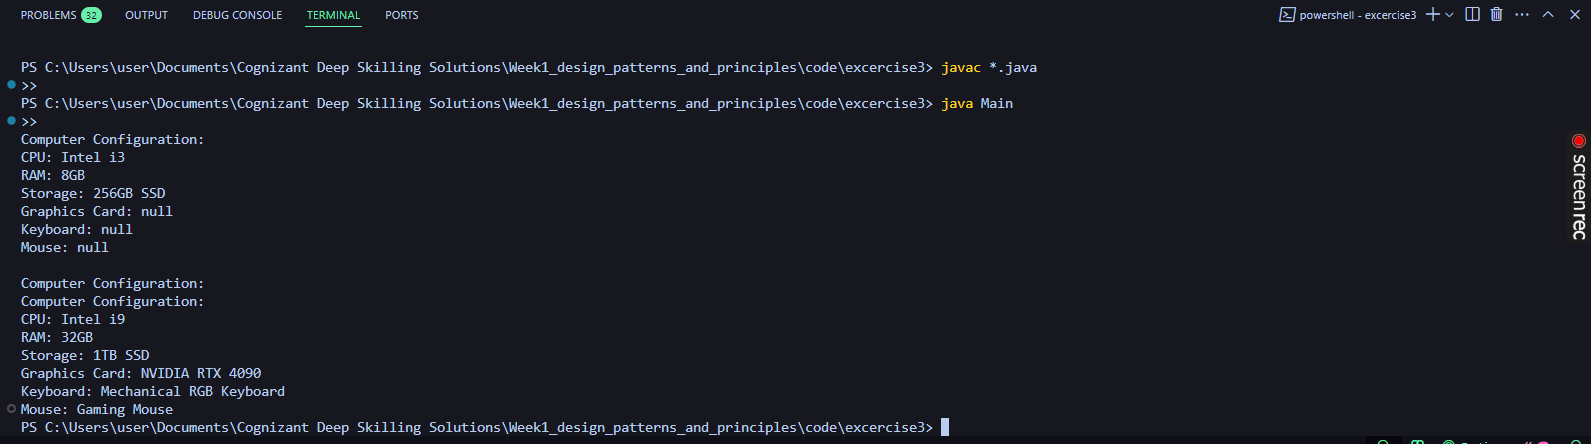 PROBLEMS 32 OUTPUT DEBUG CONSOLE TERMINAL PORTS powershell - excercise3
PS C:\Users\user\Documents\Cognizant Deep Skilling Solutions\Week1_design_patterns_and_principles\code\excercise3> javac *.java
>>
PS C:\Users\user\Documents\Cognizant Deep Skilling Solutions\Week1_design_patterns_and_principles\code\excercise3> java Main
>>
Computer Configuration:
CPU: Intel i3
RAM: 8GB
Storage: 256GB SSD
Graphics Card: null
Keyboard: null
Mouse: null
Computer Configuration:
Computer Configuration:
CPU: Intel i9
RAM: 32GB
Storage: 1TB SSD
Graphics Card: NVIDIA RTX 4090
Keyboard: Mechanical RGB Keyboard
Mouse: Gaming Mouse
PS C:\Users\user\Documents\Cognizant Deep Skilling Solutions\Week1_design_patterns_and_principles\code\excercise3>
screenrec